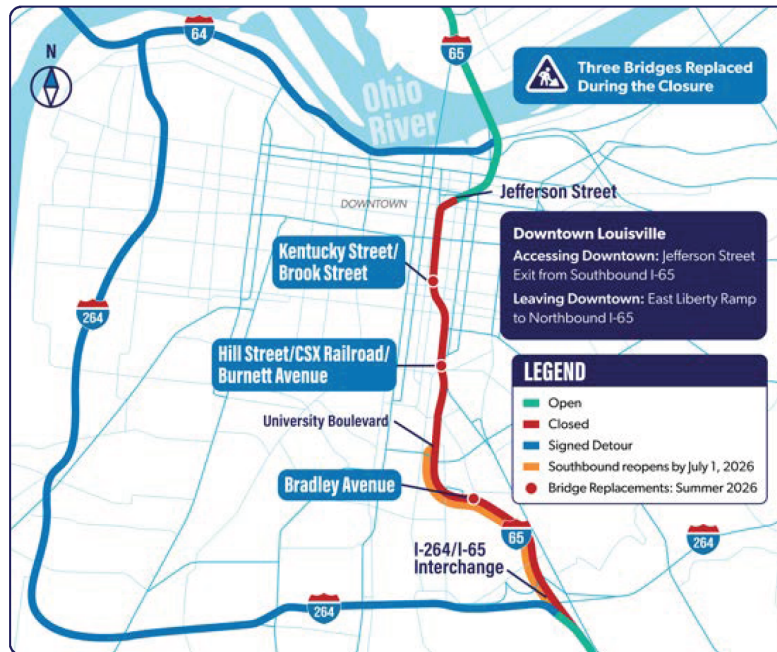 64
65
N
Three Bridges Replaced
During the Closure
Ohio
River
Jefferson Street
DOWNTOWN
Downtown Louisville
Accessing Downtown: Jefferson Street
Exit from Southbound I-65
Leaving Downtown: East Liberty Ramp
to Northbound I-65
Kentucky Street/
Brook Street
264
Hill Street/CSX Railroad/
Burnett Avenue
LEGEND
Open
Closed
Signed Detour
Southbound reopens by July 1, 2026
Bridge Replacements: Summer 2026
University Boulevard
Bradley Avenue
65
264
I-264/I-65
Interchange
264